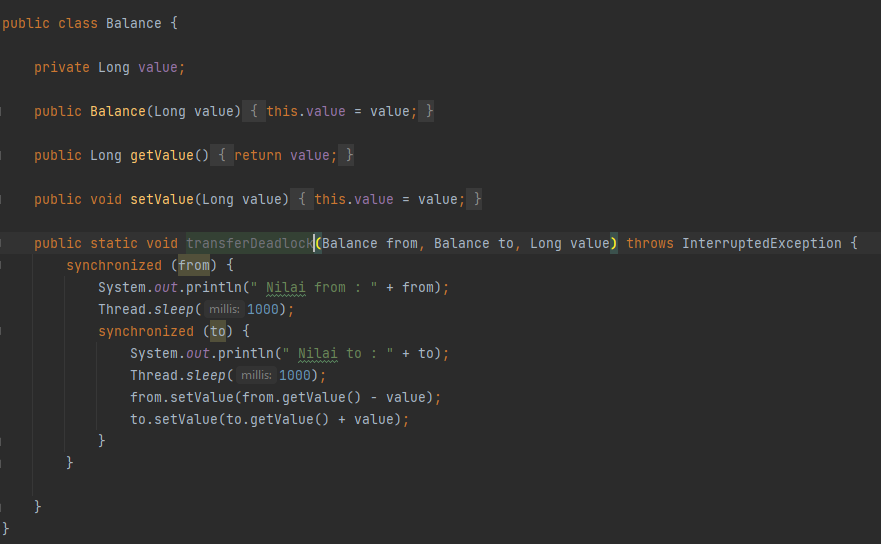 public class Balance {
private Long value;
public Balance(Long value) { this.value = value; }
public Long getValue() { return value; }
public void setValue(Long value) { this.value = value; }
public static void transferDeadlock(Balance from, Balance to, Long value) throws InterruptedException {
synchronized (from) {
System.out.println(" Nilai from : " + from);
Thread.sleep( millis: 1000);
synchronized (to) {
System.out.println(" Nilai to : " + to);
Thread.sleep( millis: 1000);
from.setValue(from.getValue() - value);
to.setValue(to.getValue() + value);
}
}
}
}